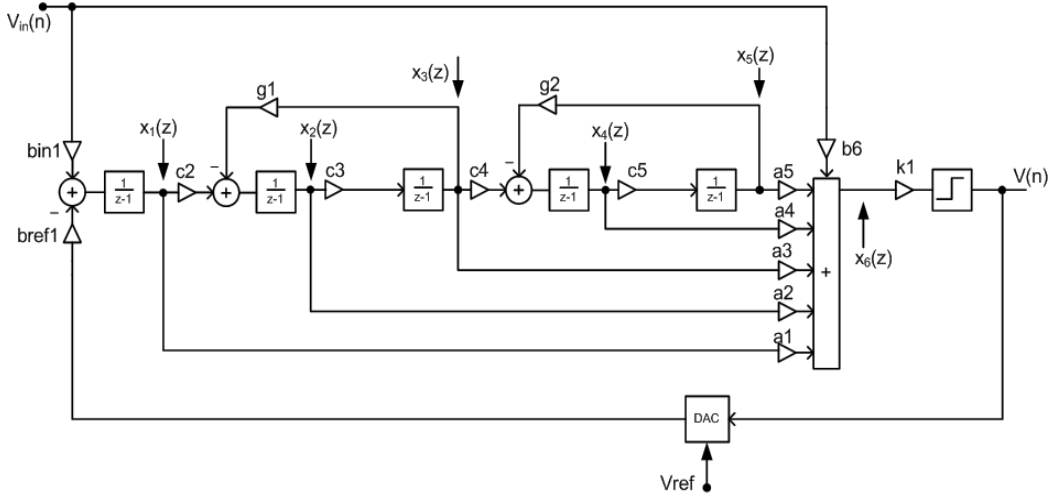 V_in(n)
x₃(z)
x₅(z)
g1
g2
x₁(z)
x₂(z)
x₄(z)
bin1
b6
c2
c3
c4
c5
a5
k1
V(n)
+
−
1
z-1
+
−
1
z-1
1
z-1
+
−
1
z-1
1
z-1
−
bref1
a4
a3
x₆(z)
+
a2
a1
DAC
Vref